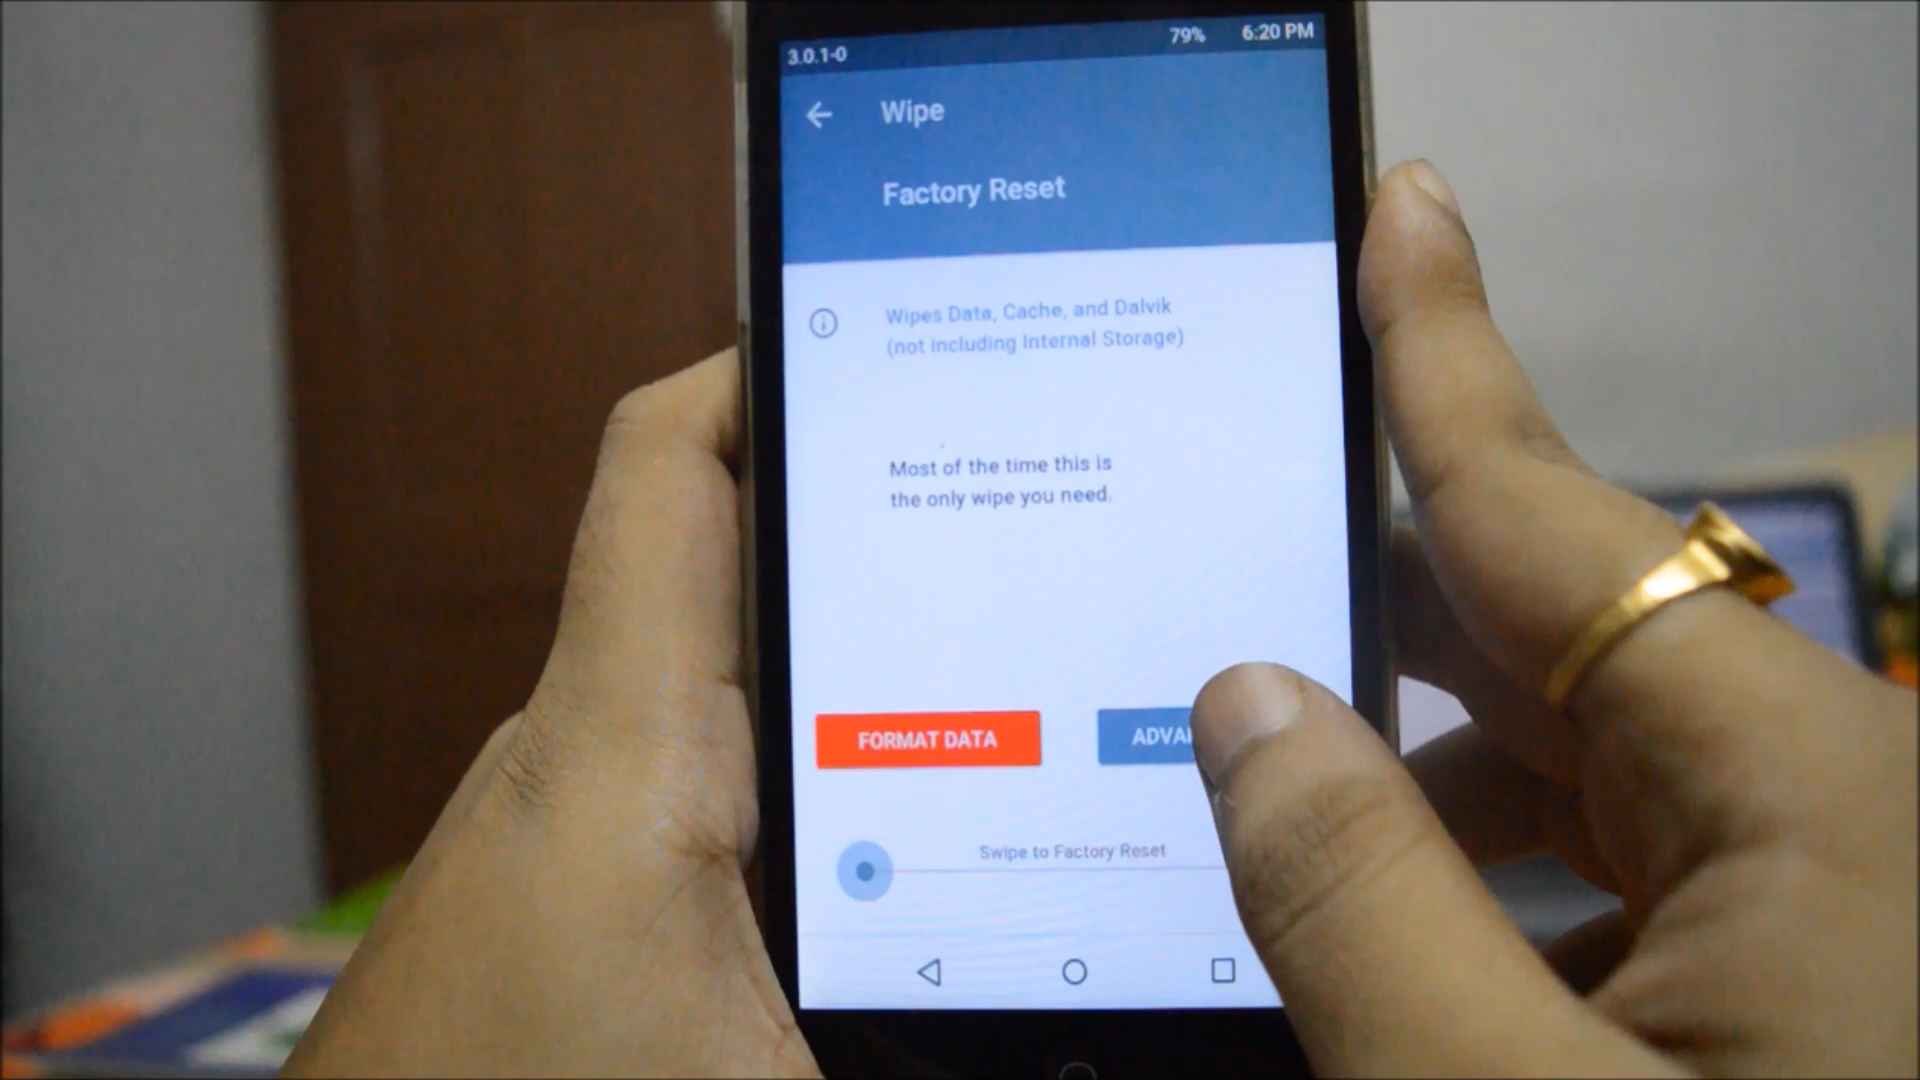 3.0.1-0 79% 6:20 PM
Wipe
Factory Reset
Wipes Data, Cache, and Dalvik
(not including Internal Storage)
Most of the time this is
the only wipe you need.
FORMAT DATA
Swipe to Factory Reset